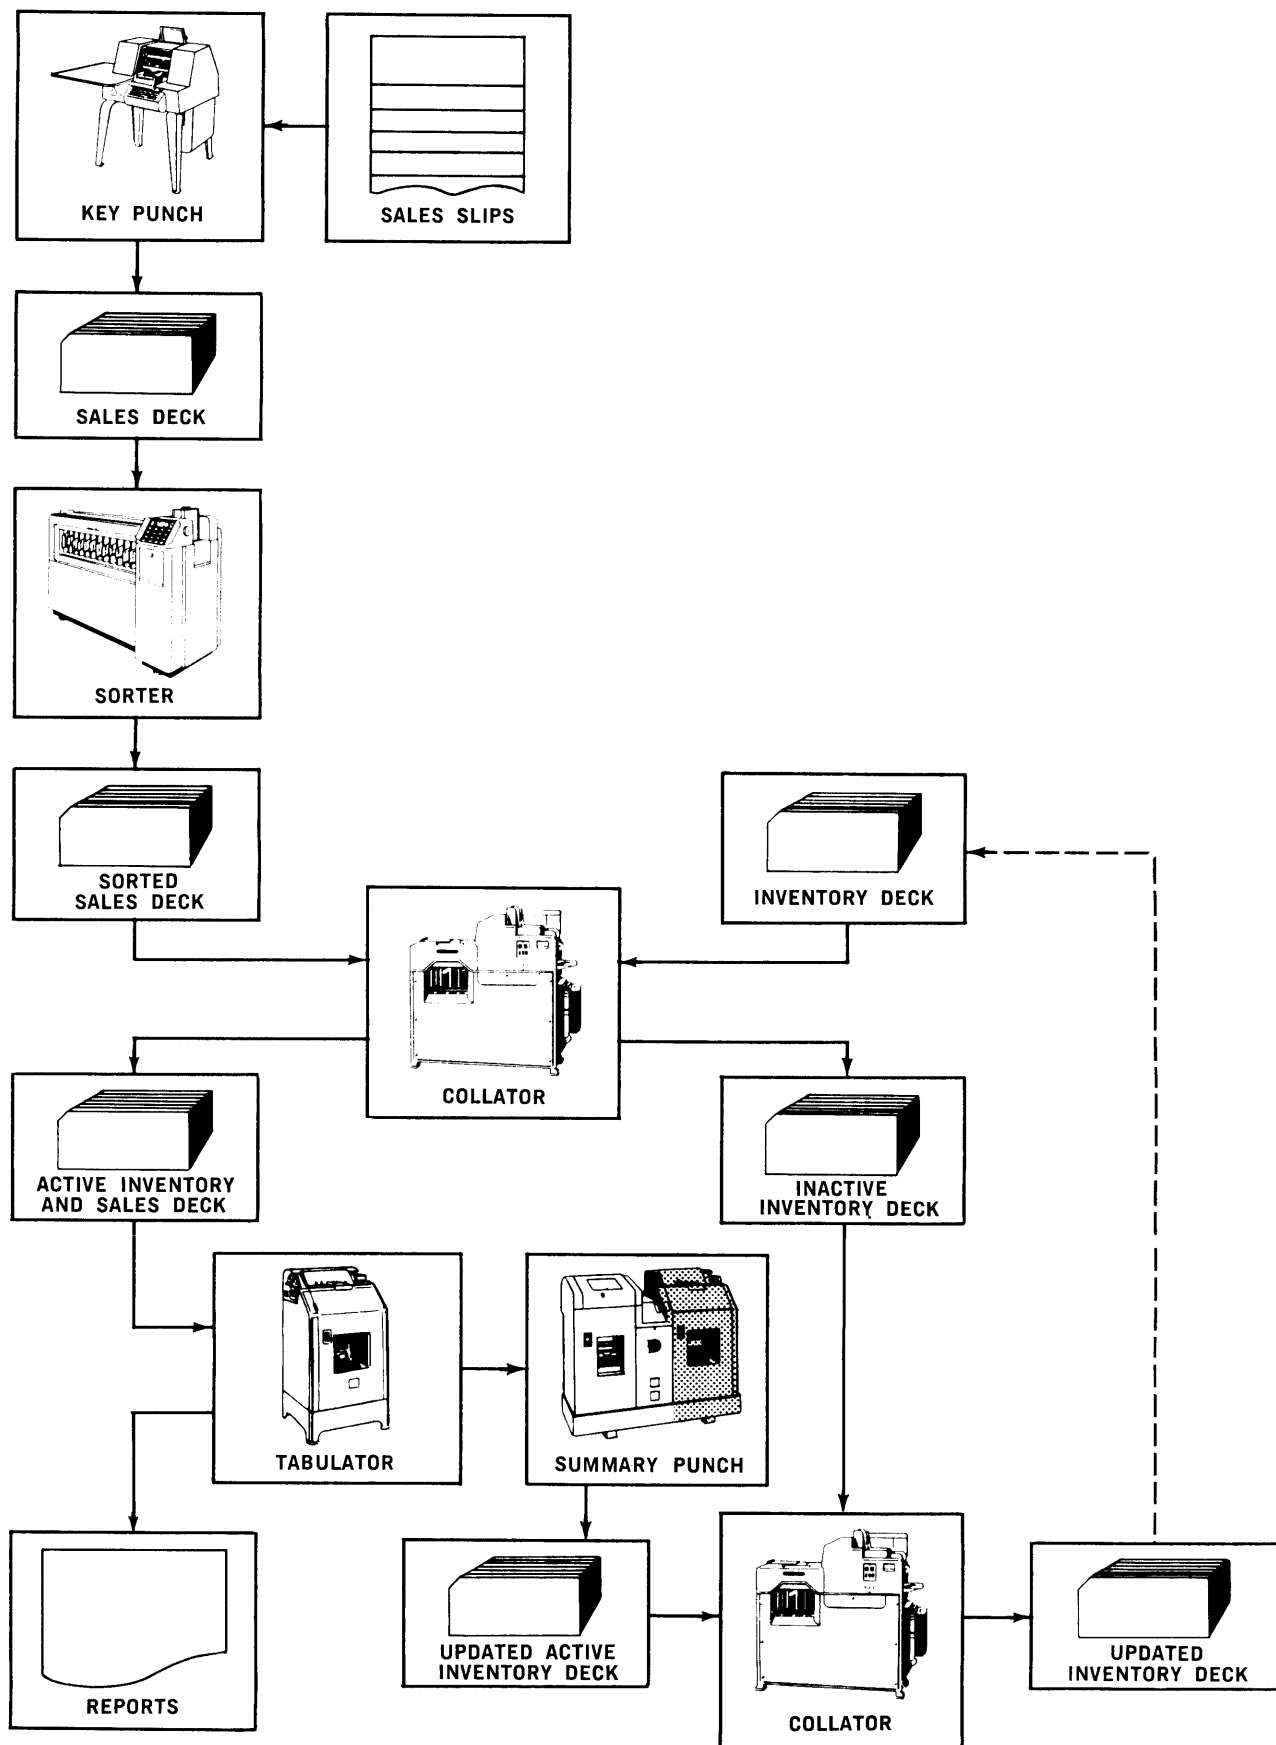 KEY PUNCH
SALES SLIPS
SALES DECK
SORTER
SORTED
SALES DECK
INVENTORY DECK
COLLATOR
ACTIVE INVENTORY
AND SALES DECK
INACTIVE
INVENTORY DECK
TABULATOR
SUMMARY PUNCH
REPORTS
UPDATED ACTIVE
INVENTORY DECK
COLLATOR
UPDATED
INVENTORY DECK